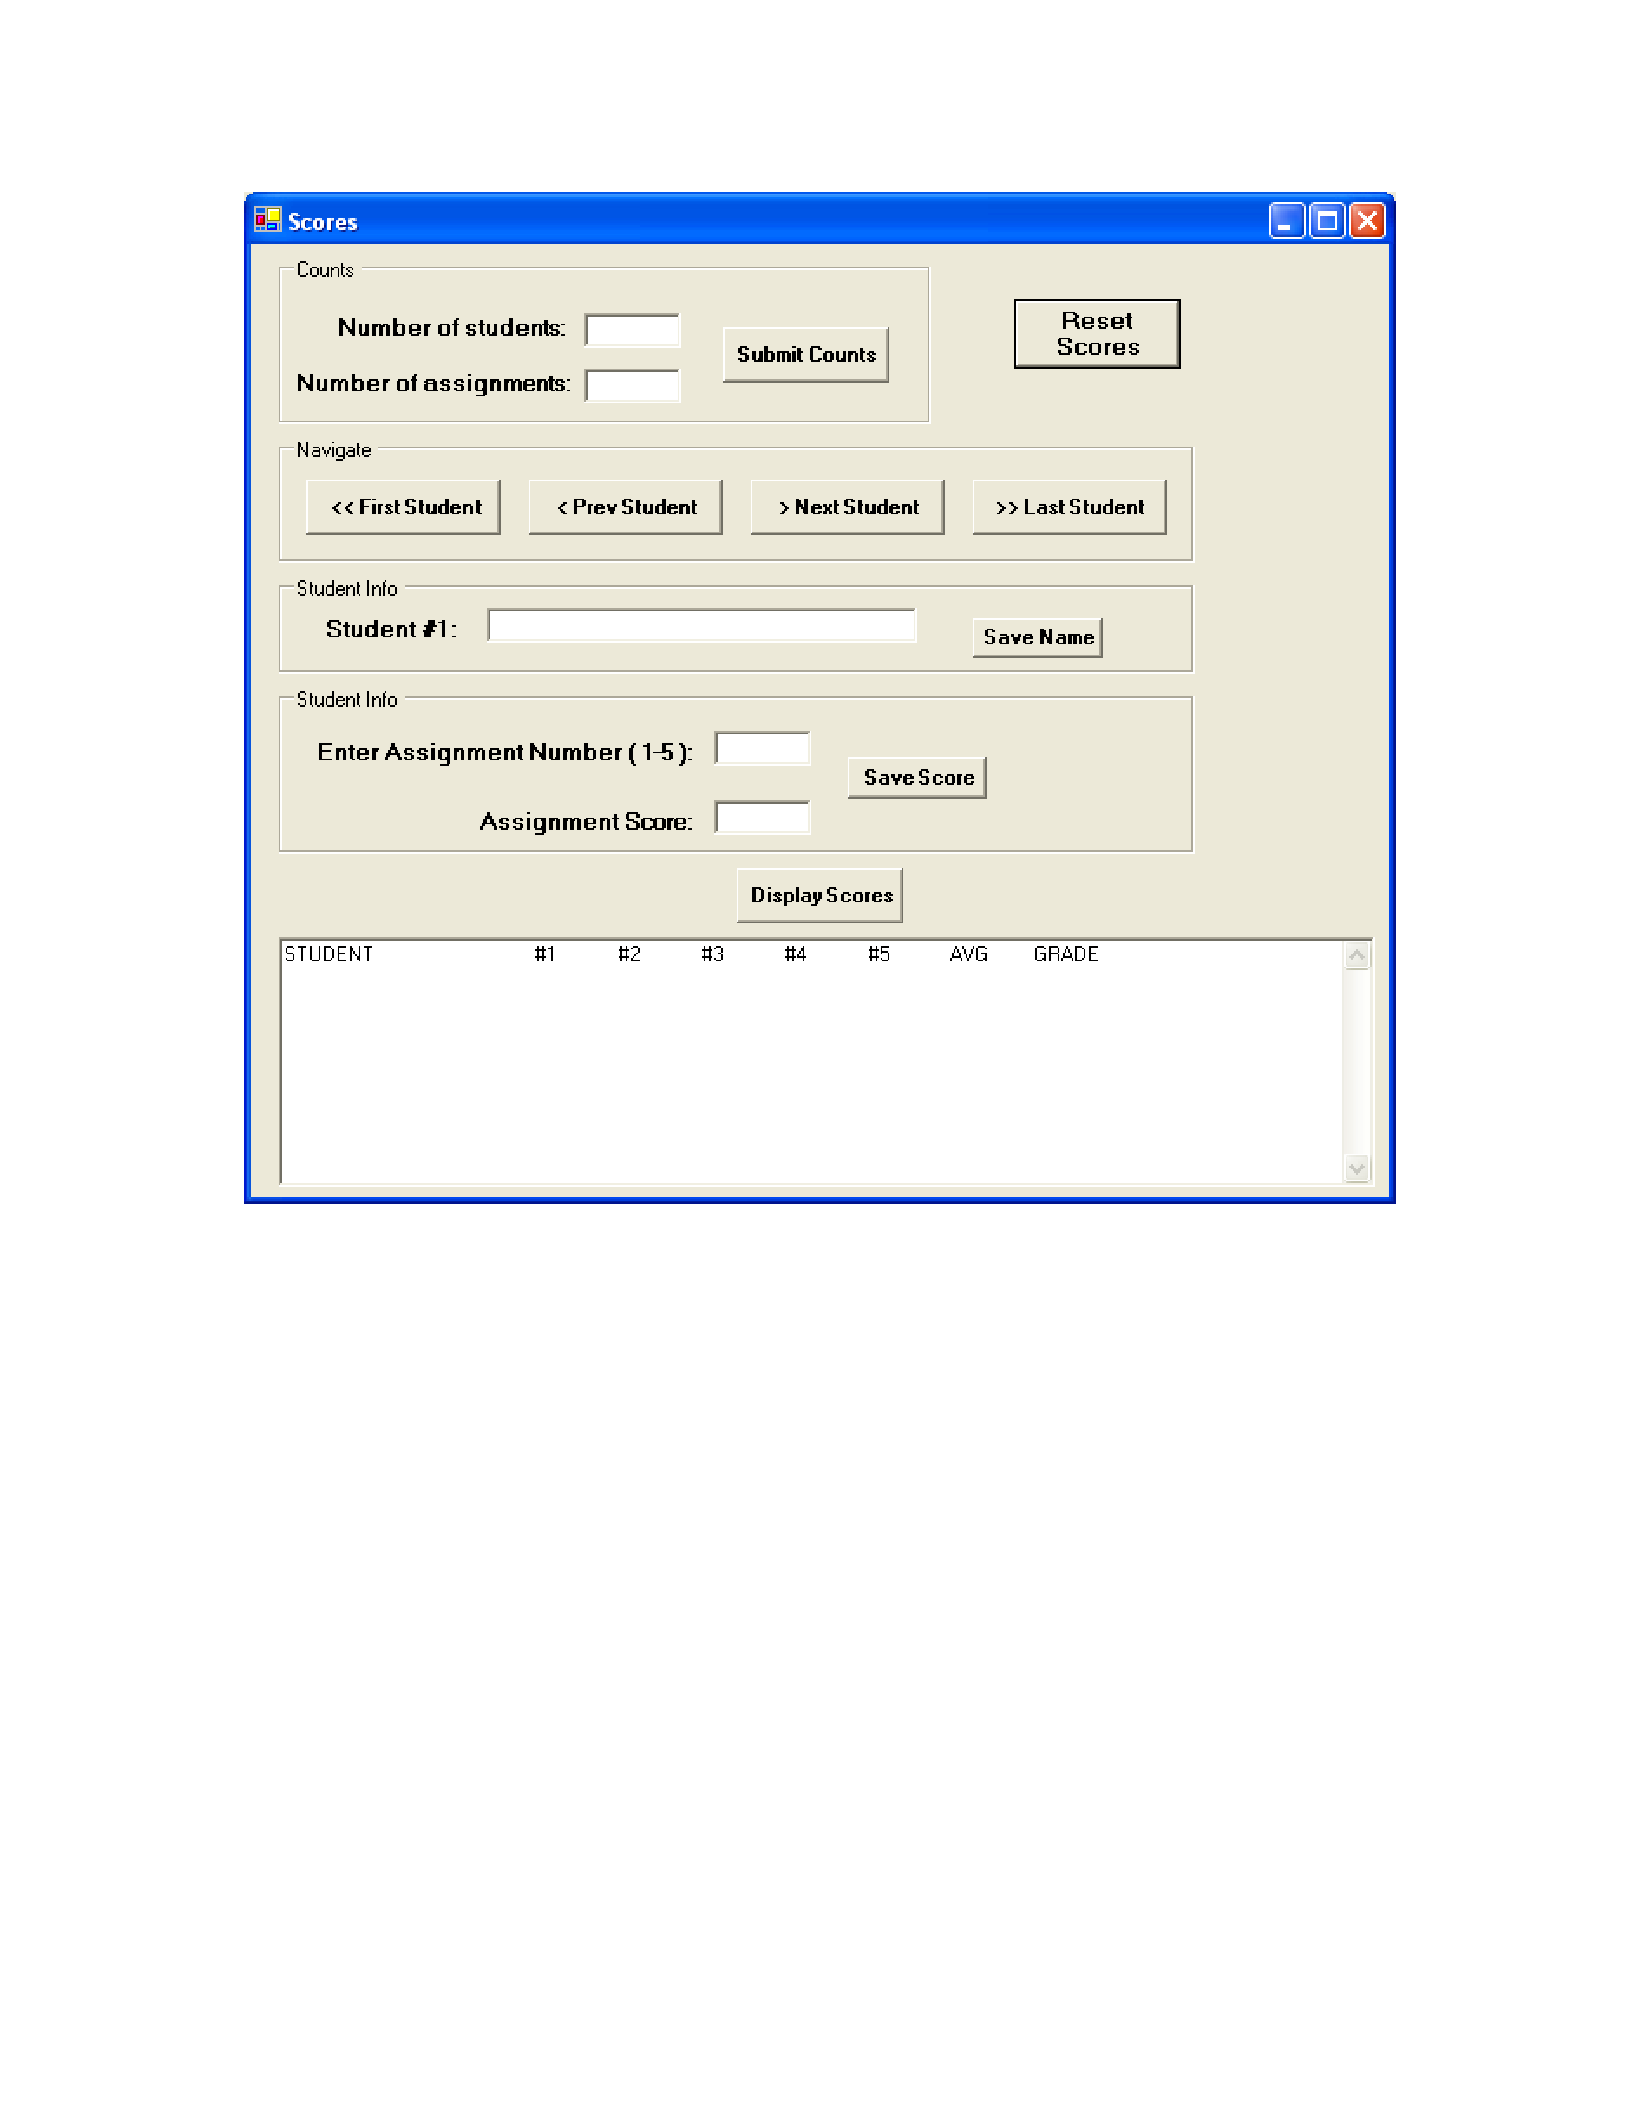 Scores
Counts
Number of students:
Submit Counts
Number of assignments:
Reset
Scores
Navigate
<< First Student < Prev Student > Next Student >> Last Student
Student Info
Student #1:
Save Name
Student Info
Enter Assignment Number ( 1-5 ):
Save Score
Assignment Score:
Display Scores
STUDENT #1 #2 #3 #4 #5 AVG GRADE